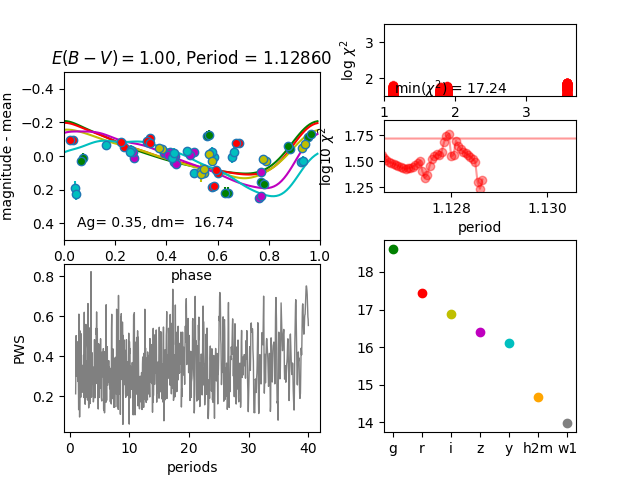 E(B − V) = 1.00, Period = 1.12860
magnitude - mean
−0.4
−0.2
0.0
0.2
0.4
Ag= 0.35, dm= 16.74
0.0 0.2 0.4 0.6 0.8 1.0
phase
log χ²
3
2
min(χ²) = 17.24
1 2 3
log10 χ²
1.75
1.50
1.25
1.128 1.130
period
PWS
0.8
0.6
0.4
0.2
0 10 20 30 40
periods
18
17
16
15
14
g r i z y h2m w1